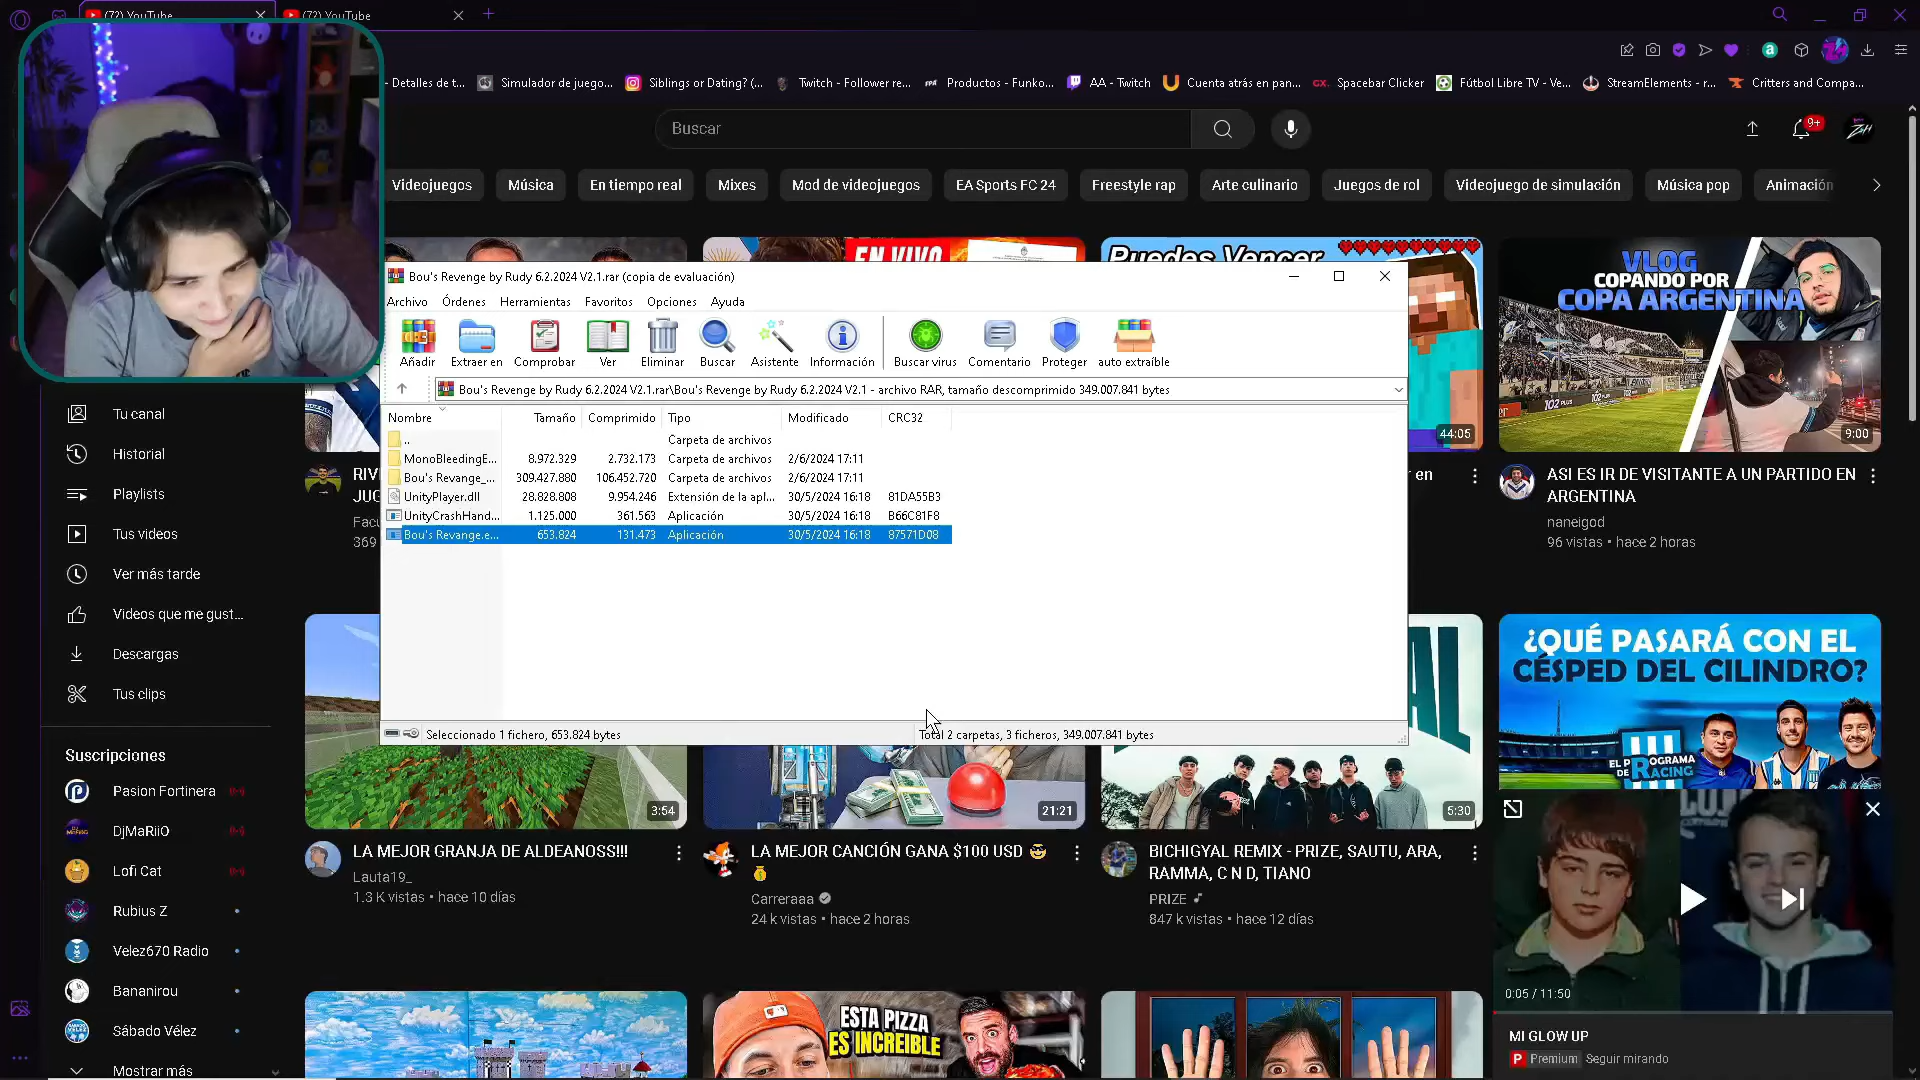 (72) YouTube
(72) YouTube
- Detalles de t...
Simulador de juego...
Siblings or Dating? (...
Twitch - Follower re...
Productos - Funko...
AA - Twitch
Cuenta atrás en pan...
Spacebar Clicker
Fútbol Libre TV - Ve...
StreamElements - r...
Critters and Compa...
Buscar
9+
Videojuegos
Música
En tiempo real
Mixes
Mod de videojuegos
EA Sports FC 24
Freestyle rap
Arte culinario
Juegos de rol
Videojuego de simulación
Música pop
Animación
EN VIVO
Puedes Vencer
VLOG
COPANDO POR
COPA ARGENTINA
Bou's Revenge by Rudy 6.2.2024 V2.1.rar (copia de evaluación)
Archivo Órdenes Herramientas Favoritos Opciones Ayuda
Añadir
Extraer en
Comprobar
Ver
Eliminar
Buscar
Asistente
Información
Buscar virus
Comentario
Proteger
auto extraíble
Bou's Revenge by Rudy 6.2.2024 V2.1.rar\Bou's Revenge by Rudy 6.2.2024 V2.1 - archivo RAR, tamaño descomprimido 349.007.841 bytes
Nombre Tamaño Comprimido Tipo Modificado CRC32
.. Carpeta de archivos
MonoBleedingE... 8.972.329 2.732.173 Carpeta de archivos 2/6/2024 17:11
Bou's Revange_... 309.427.880 106.452.720 Carpeta de archivos 2/6/2024 17:11
UnityPlayer.dll 28.828.808 9.954.246 Extensión de la apl... 30/5/2024 16:18 81DA55B3
UnityCrashHand... 1.125.000 361.563 Aplicación 30/5/2024 16:18 B66C81F8
Bou's Revange.e... 653.824 131.473 Aplicación 30/5/2024 16:18 87571D08
Seleccionado 1 fichero, 653.824 bytes
Total 2 carpetas, 3 ficheros, 349.007.841 bytes
44:05
9:00
Tu canal
Historial
Playlists
Tus videos
Ver más tarde
Videos que me gust...
Descargas
Tus clips
Suscripciones
Pasion Fortinera
DjMaRiiO
Lofi Cat
Rubius Z
Velez670 Radio
Bananirou
Sábado Vélez
Mostrar más
RIV
JUG
Facu
369
er en
ASI ES IR DE VISITANTE A UN PARTIDO EN
ARGENTINA
naneigod
96 vistas • hace 2 horas
¿QUÉ PASARÁ CON EL
CÉSPED DEL CILINDRO?
EL PROGRAMA
DE RACING
3:54
21:21
5:30
LA MEJOR GRANJA DE ALDEANOSS!!!
Lauta19_
1.3 K vistas • hace 10 días
LA MEJOR CANCIÓN GANA $100 USD 😎
💰
Carreraaa
24 k vistas • hace 2 horas
BICHIGYAL REMIX - PRIZE, SAUTU, ARA,
RAMMA, C N D, TIANO
PRIZE
847 k vistas • hace 12 días
ESTA PIZZA
ES INCREIBLE
0:05 / 11:50
MI GLOW UP
Premium Seguir mirando